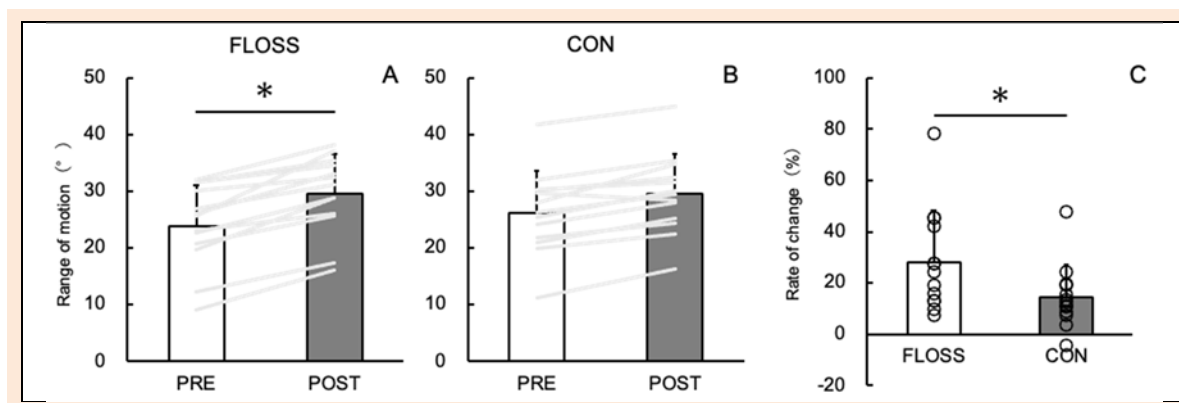 FLOSS
CON
A
B
C
*
*
Range of motion（°）
50
40
30
20
10
0
PRE
POST
50
40
30
20
10
0
PRE
POST
Rate of change (%)
100
80
60
40
20
0
-20
FLOSS
CON